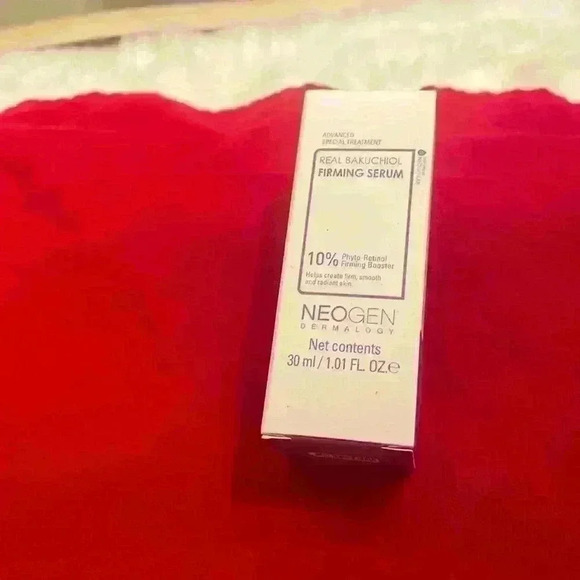 ADVANCED
SPECIAL TREATMENT
REAL BAKUCHIOL
FIRMING SERUM
10% Phyto-Retinol
Firming Booster
Helps create firm, smooth
and radiant skin.
NEOGEN
DERMALOGY
Net contents
30 ml / 1.01 FL. OZ.e